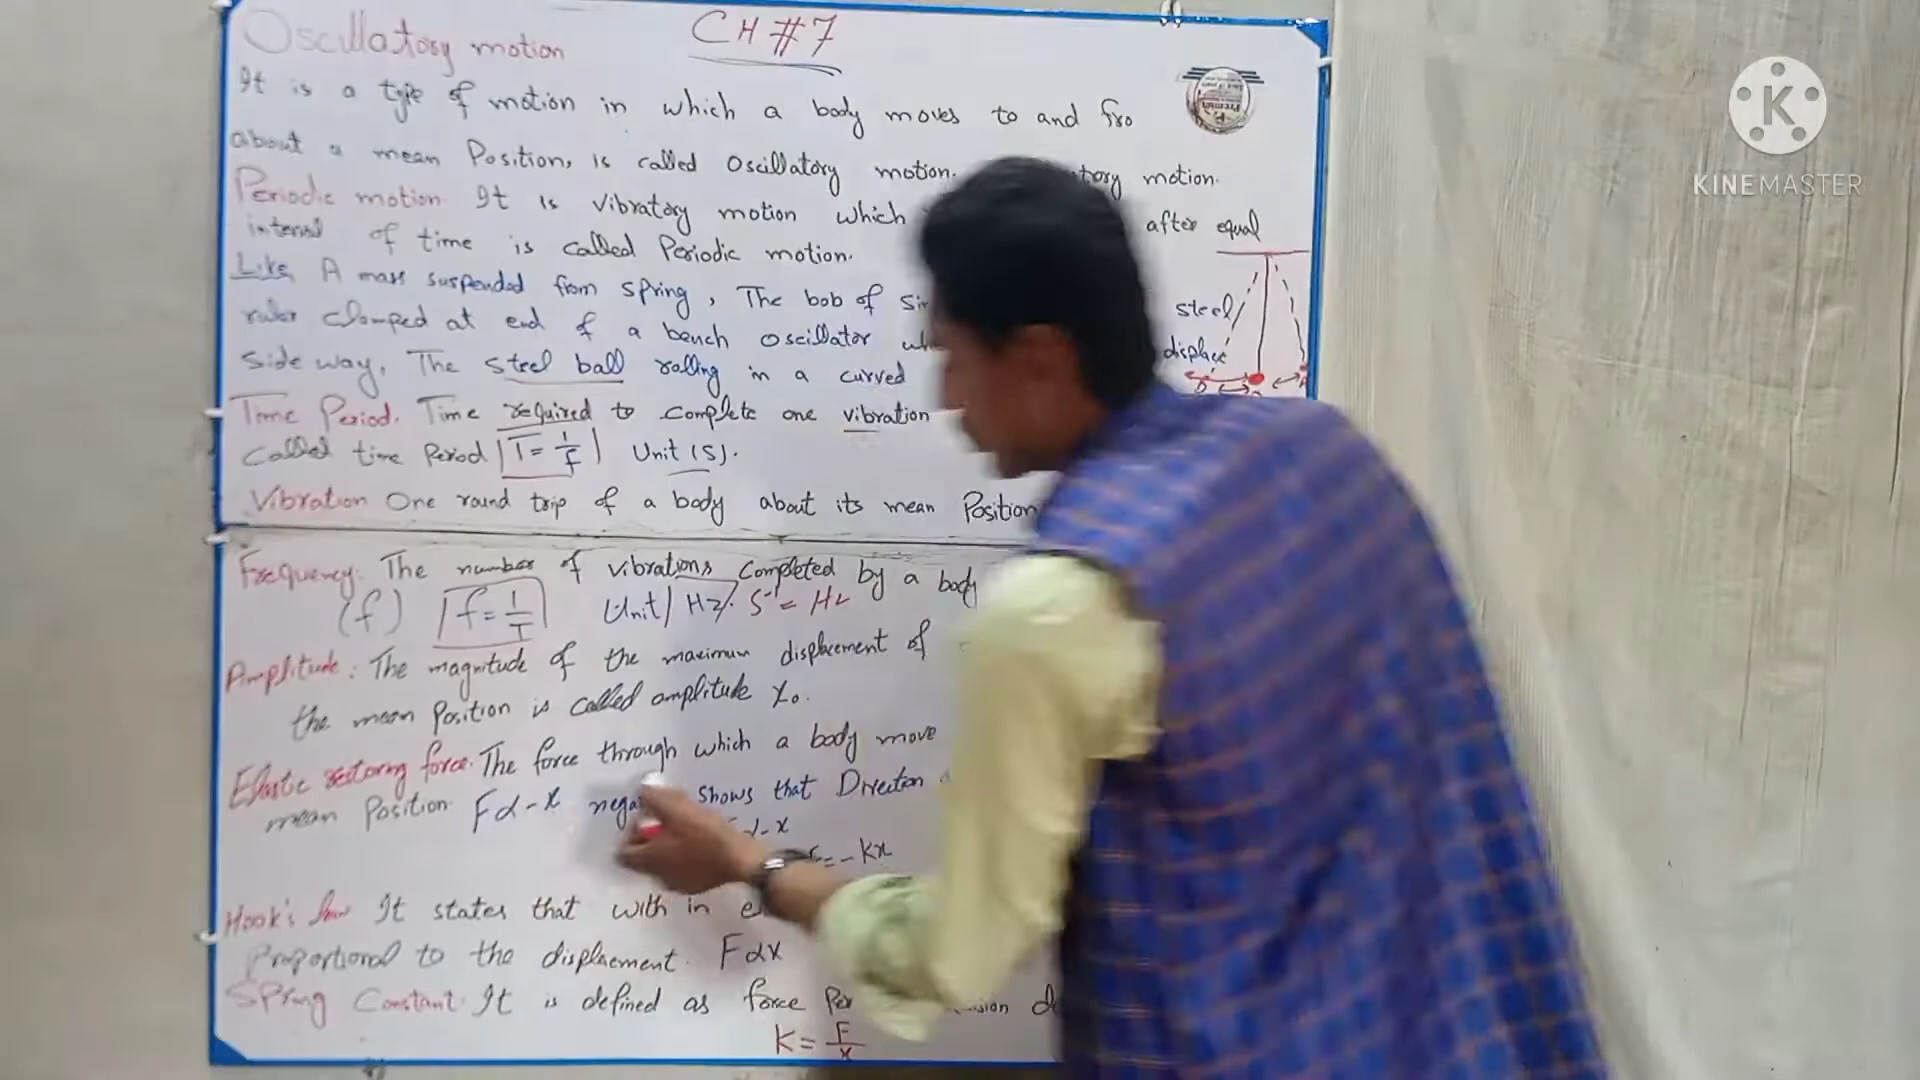 CH #7
Oscillatory motion
It is a type of motion in which a body moves to and fro
about a mean Position, is called Oscillatory motion. motion.
Periodic motion. It is vibratory motion which after equal
interval of time is called Periodic motion.
Like, A mass suspended from spring, The bob of steel
ruler clamped at end of a bench oscillator displace
side way, The steel ball rolling in a curved
Time Period. Time required to complete one vibration
called time Period T = 1/f Unit (S).
Vibration One round trip of a body about its mean Position
Frequency. The number of vibrations completed by a body
(f) f = 1/T Unit Hz. S⁻¹ = Hz
Amplitude: The magnitude of the maximum displacement of
the mean Position is called amplitude X₀.
Elastic restoring force. The force through which a body move
mean Position F α - x shows that Direction
α - x
= - Kx
Hook's law It states that with in
Proportional to the displacement. F α X
Spring Constant. It is defined as force Per
K = F/x
KINEMASTER